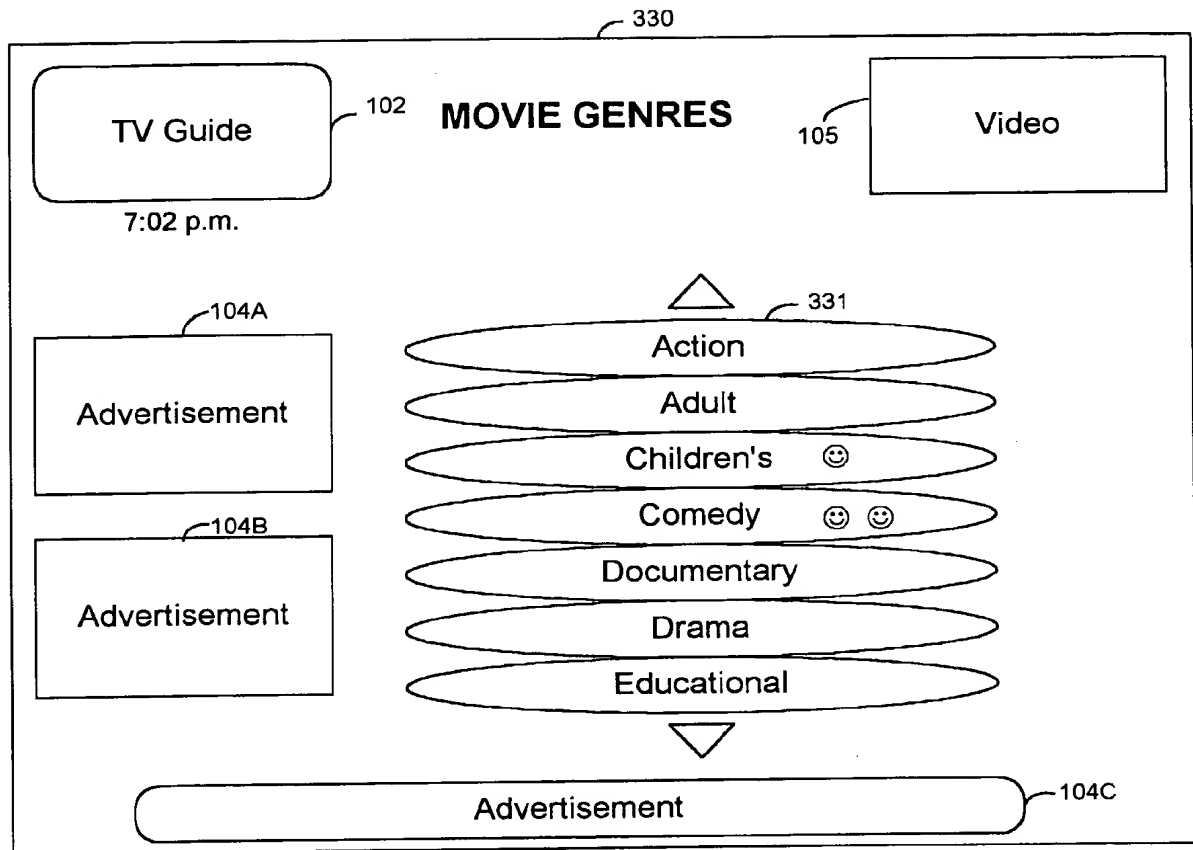 330
TV Guide
102
MOVIE GENRES
105
Video
7:02 p.m.
104A
Advertisement
104B
Advertisement
331
Action
Adult
Children's
Comedy
Documentary
Drama
Educational
Advertisement
104C